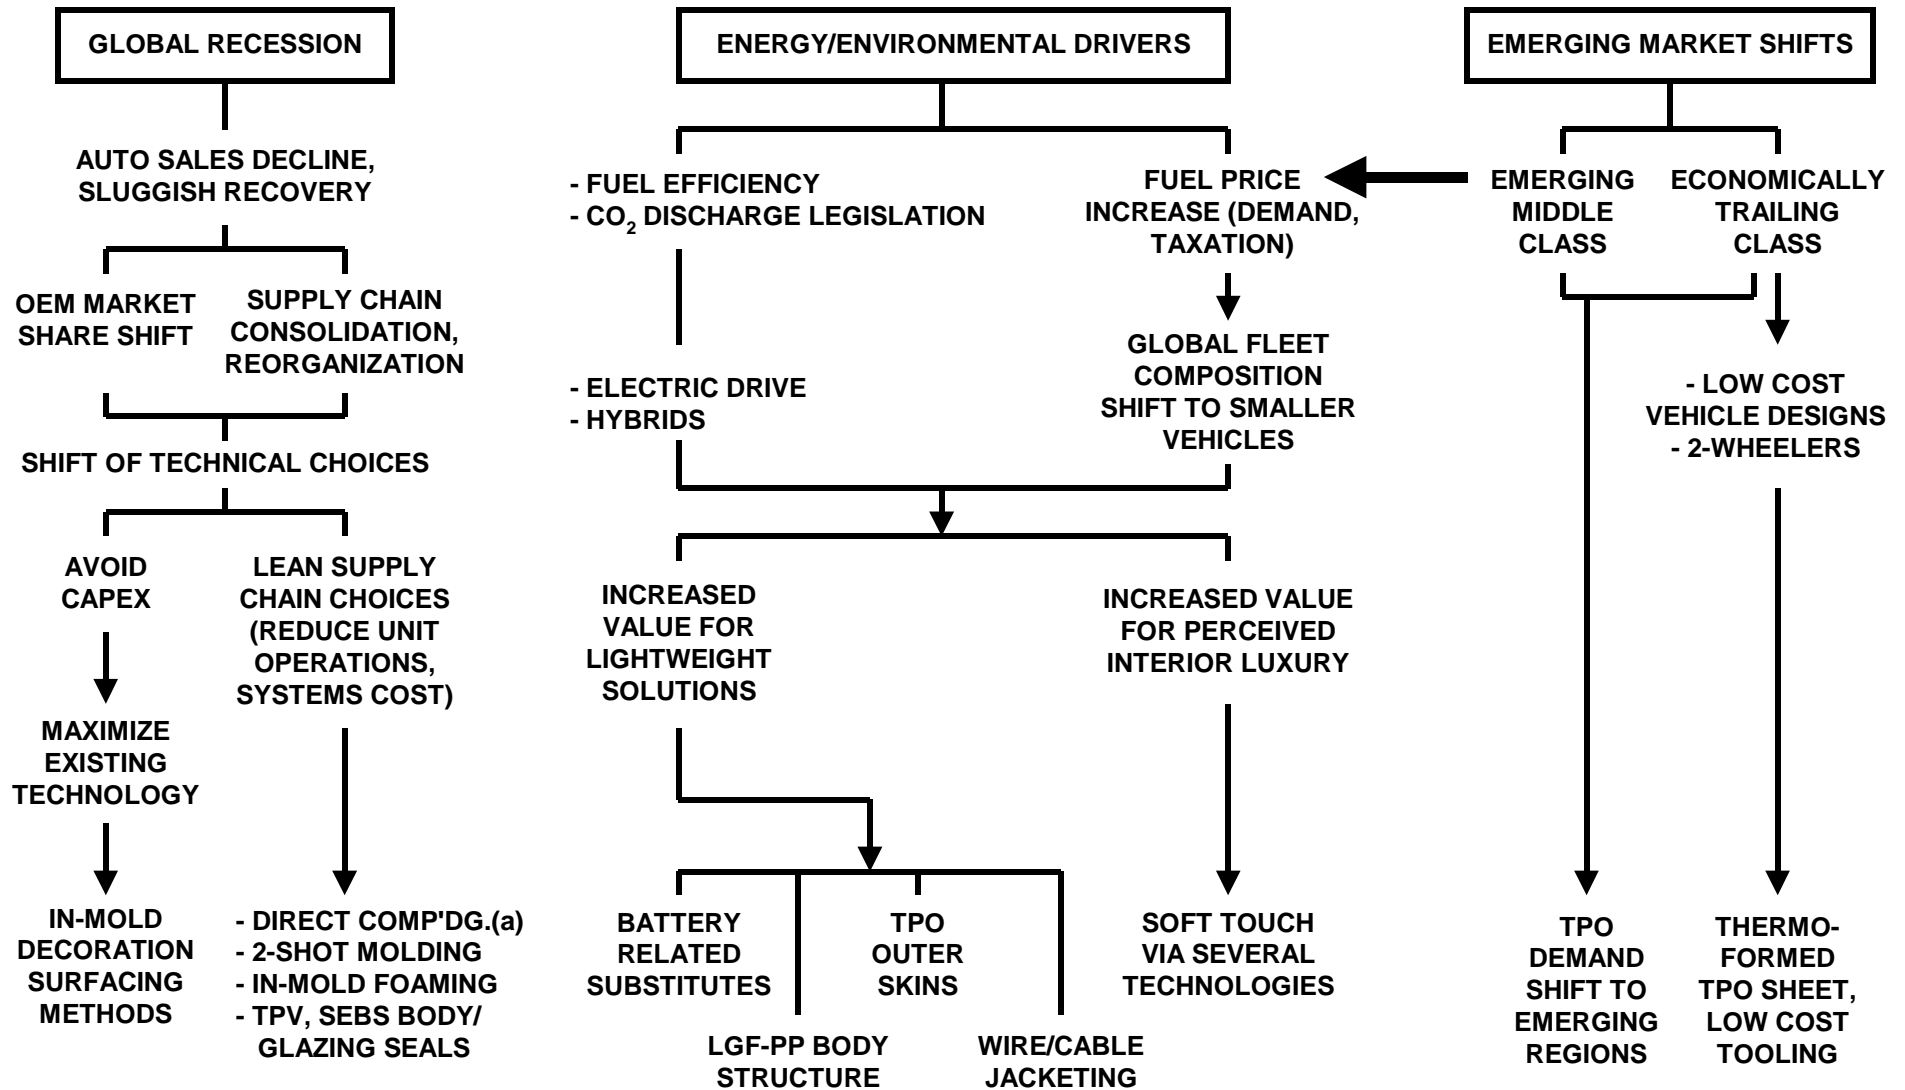 GLOBAL RECESSION
AUTO SALES DECLINE,
SLUGGISH RECOVERY
OEM MARKET
SHARE SHIFT
SUPPLY CHAIN
CONSOLIDATION,
REORGANIZATION
SHIFT OF TECHNICAL CHOICES
AVOID
CAPEX
MAXIMIZE
EXISTING
TECHNOLOGY
IN-MOLD
DECORATION
SURFACING
METHODS
LEAN SUPPLY
CHAIN CHOICES
(REDUCE UNIT
OPERATIONS,
SYSTEMS COST)
- DIRECT COMP'DG.(a)
- 2-SHOT MOLDING
- IN-MOLD FOAMING
- TPV, SEBS BODY/
GLAZING SEALS
ENERGY/ENVIRONMENTAL DRIVERS
- FUEL EFFICIENCY
- CO2 DISCHARGE LEGISLATION
- ELECTRIC DRIVE
- HYBRIDS
FUEL PRICE
INCREASE (DEMAND,
TAXATION)
GLOBAL FLEET
COMPOSITION
SHIFT TO SMALLER
VEHICLES
INCREASED
VALUE FOR
LIGHTWEIGHT
SOLUTIONS
BATTERY
RELATED
SUBSTITUTES
LGF-PP BODY
STRUCTURE
TPO
OUTER
SKINS
WIRE/CABLE
JACKETING
INCREASED VALUE
FOR PERCEIVED
INTERIOR LUXURY
SOFT TOUCH
VIA SEVERAL
TECHNOLOGIES
EMERGING MARKET SHIFTS
EMERGING
MIDDLE
CLASS
ECONOMICALLY
TRAILING
CLASS
- LOW COST
VEHICLE DESIGNS
- 2-WHEELERS
TPO
DEMAND
SHIFT TO
EMERGING
REGIONS
THERMO-
FORMED
TPO SHEET,
LOW COST
TOOLING